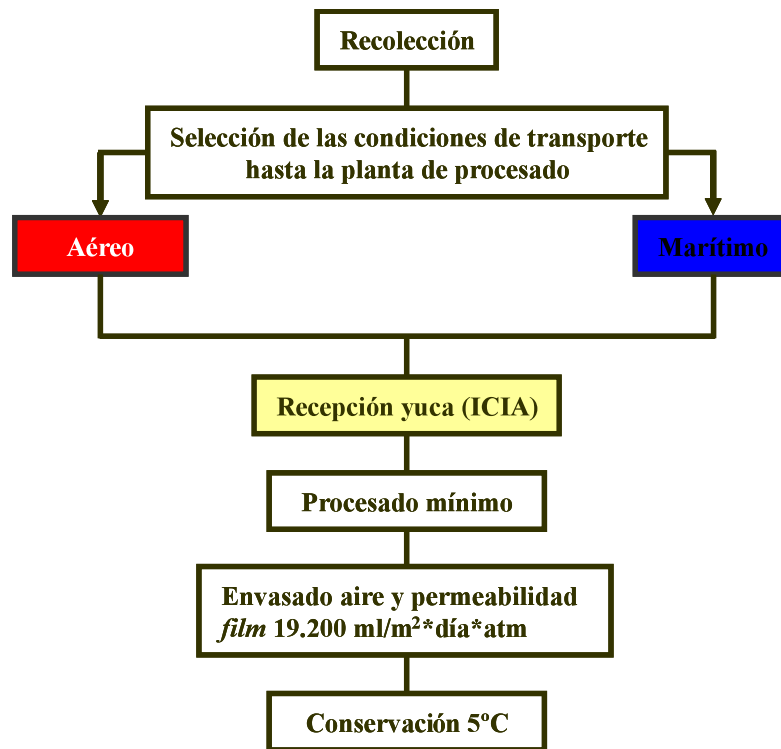 Recolección
Selección de las condiciones de transporte
hasta la planta de procesado
Aéreo
Marítimo
Recepción yuca (ICIA)
Procesado mínimo
Envasado aire y permeabilidad
film 19.200 ml/m²*día*atm
Conservación 5ºC